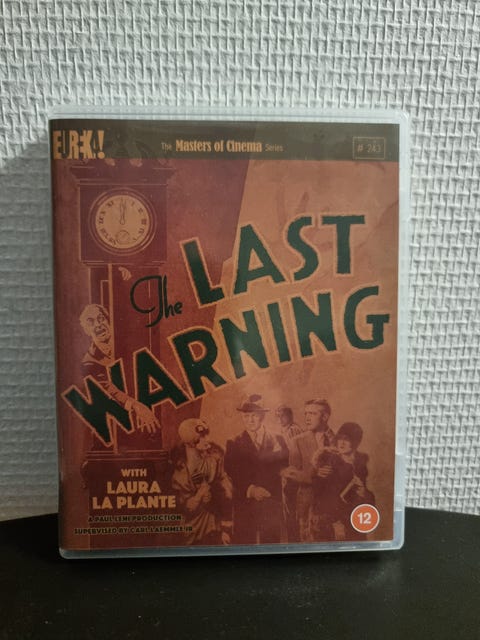 EUREKA!
The Masters of Cinema Series
# 243
The LAST
WARNING
WITH
LAURA
LA PLANTE
A PAUL LENI PRODUCTION
SUPERVISED BY CARL LAEMMLE JR.
12